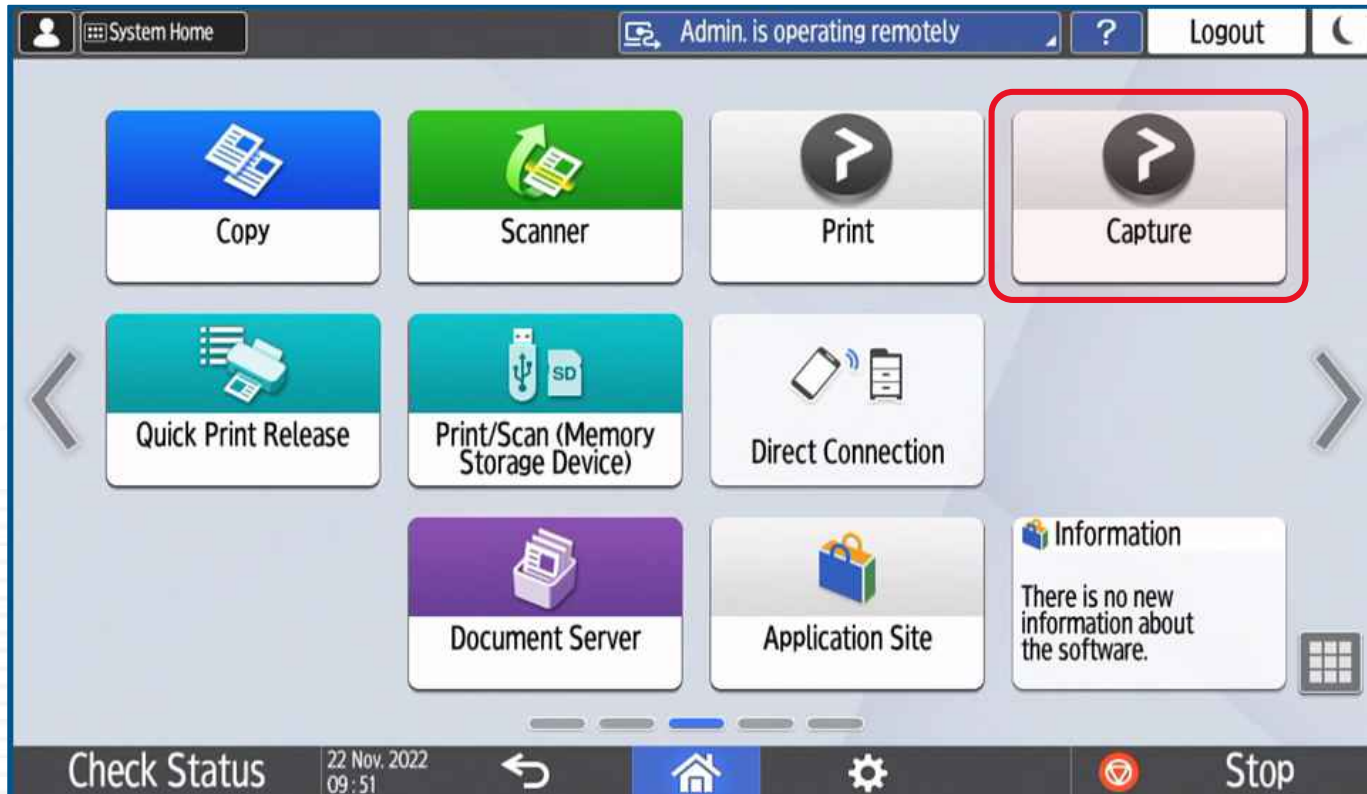 System Home
Admin. is operating remotely
?
Logout
Copy
Scanner
Print
Capture
Quick Print Release
SD
Print/Scan (Memory
Storage Device)
Direct Connection
Document Server
Application Site
Information
There is no new
information about
the software.
Check Status
22 Nov. 2022
09:51
Stop